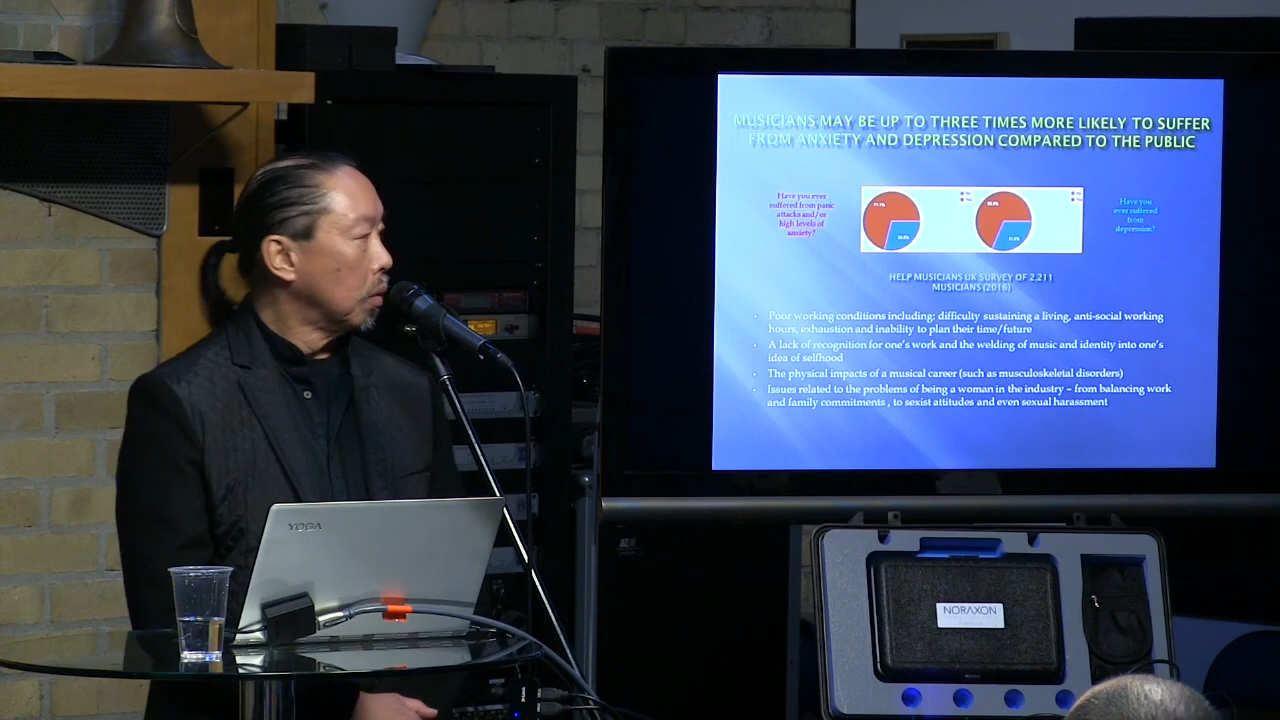 MUSICIANS MAY BE UP TO THREE TIMES MORE LIKELY TO SUFFER
FROM ANXIETY AND DEPRESSION COMPARED TO THE PUBLIC
Have you ever
suffered from panic
attacks and/or
high levels of
anxiety?
71.1%
Have you
ever suffered
from
depression?
HELP MUSICIANS UK SURVEY OF 2,211
MUSICIANS (2016)
Poor working conditions including: difficulty sustaining a living, anti-social working
hours, exhaustion and inability to plan their time/future
A lack of recognition for one's work and the welding of music and identity into one's
idea of selfhood
The physical impacts of a musical career (such as musculoskeletal disorders)
Issues related to the problems of being a woman in the industry – from balancing work
and family commitments , to sexist attitudes and even sexual harassment
YOGA
NORAXON